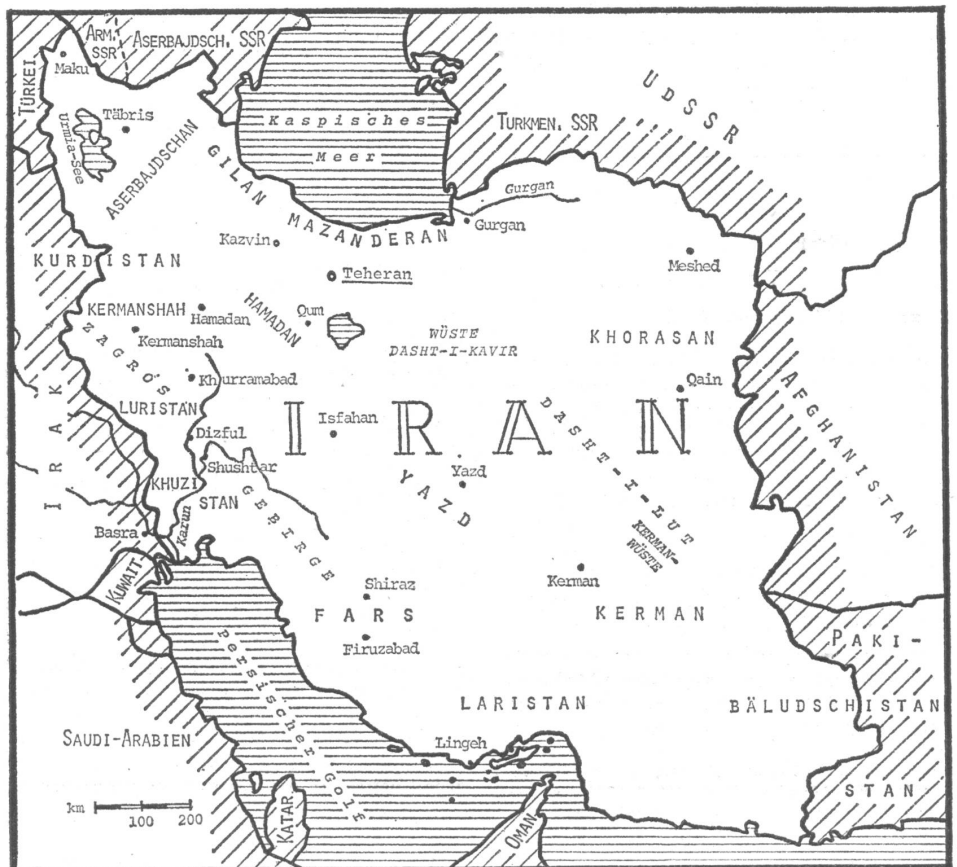 ARM.
SSR
ASERBAJDSCH. SSR
Maku
TÜRKEI
UDSSR
Täbris
Urmia-See
Kaspisches
Meer
TURKMEN. SSR
ASERBAJDSCHAN
GILAN
MAZANDERAN
Gurgan
Gurgan
Kazvin
Teheran
Meshed
KURDISTAN
KERMANSHAH
Hamadan
HAMADAN
Qum
Kermanshah
WÜSTE
DASHT-I-KAVIR
KHORASAN
ZAGROS
Khurramabad
Qain
LURISTAN
IRAN
Isfahan
DASHT-I-LUT
AFGHANISTAN
IRAK
Dizful
Shushtar
Yazd
YAZD
KHUZI
STAN
GEBIRGE
Karun
Basra
KERMAN-
WÜSTE
KUWAIT
Kerman
Shiraz
FARS
KERMAN
Firuzabad
PAKI-
Persischer Golf
LARISTAN
BÄLUDSCHISTAN
SAUDI-ARABIEN
Lingeh
STAN
km
100 200
KATAR
OMAN